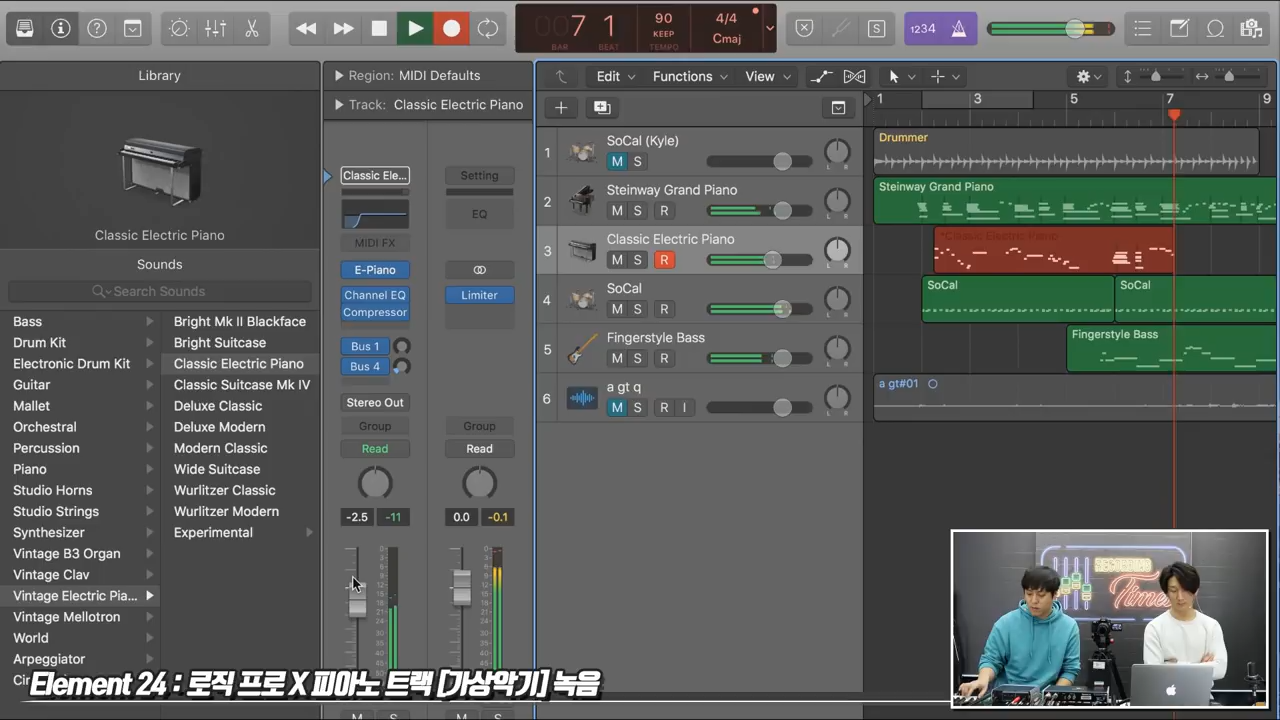 7 1
BAR BEAT
90
KEEP
TEMPO
4/4
Cmaj
S
1234
Library
Classic Electric Piano
Sounds
Search Sounds
Bass
Drum Kit
Electronic Drum Kit
Guitar
Mallet
Orchestral
Percussion
Piano
Studio Horns
Studio Strings
Synthesizer
Vintage B3 Organ
Vintage Clav
Vintage Electric Pia...
Vintage Mellotron
World
Arpeggiator
Bright Mk II Blackface
Bright Suitcase
Classic Electric Piano
Classic Suitcase Mk IV
Deluxe Classic
Deluxe Modern
Modern Classic
Wide Suitcase
Wurlitzer Classic
Wurlitzer Modern
Experimental
Region: MIDI Defaults
Track: Classic Electric Piano
Classic Ele...
MIDI FX
E-Piano
Channel EQ
Compressor
Bus 1
Bus 4
Stereo Out
Group
Read
-2.5 -11
Setting
EQ
Limiter
Group
Read
0.0 -0.1
M S M S
Edit Functions View
1 3 5 7 9
1 SoCal (Kyle)
M S
2 Steinway Grand Piano
M S R
3 Classic Electric Piano
M S R
4 SoCal
M S R
5 Fingerstyle Bass
M S R
6 a gt q
M S R I
Drummer
Steinway Grand Piano
*Classic Electric Piano
SoCal SoCal
Fingerstyle Bass
a gt#01
RECORDING
Time
Element 24 : 로직 프로 X 피아노 트랙 [가상악기] 녹음